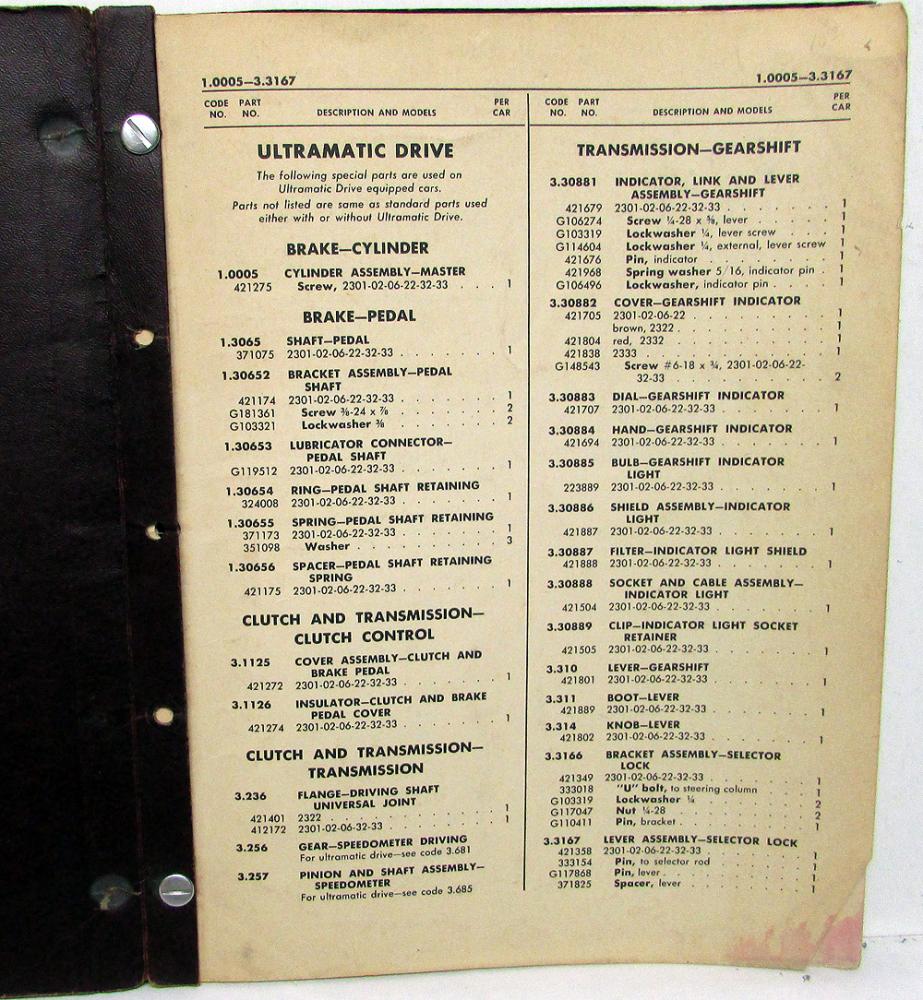 1.0005—3.3167
1.0005—3.3167
CODE NO. PART NO. DESCRIPTION AND MODELS PER CAR
ULTRAMATIC DRIVE
The following special parts are used on
Ultramatic Drive equipped cars.
Parts not listed are same as standard parts used
either with or without Ultramatic Drive.
BRAKE—CYLINDER
1.0005 CYLINDER ASSEMBLY—MASTER
421275 Screw, 2301-02-06-22-32-33 . . . 1
BRAKE—PEDAL
1.3065 SHAFT—PEDAL
371075 2301-02-06-22-32-33 . . . . . . 1
1.30652 BRACKET ASSEMBLY—PEDAL
SHAFT
421174 2301-02-06-22-32-33 . . . . . . 1
G181361 Screw ⅜-24 x ⅞ . . . . . . . 2
G103321 Lockwasher ⅜ . . . . . . . 2
1.30653 LUBRICATOR CONNECTOR—
PEDAL SHAFT
G119512 2301-02-06-22-32-33 . . . . . . 1
1.30654 RING—PEDAL SHAFT RETAINING
324008 2301-02-06-22-32-33 . . . . . . 1
1.30655 SPRING—PEDAL SHAFT RETAINING
371173 2301-02-06-22-32-33 . . . . . . 1
351098 Washer . . . . . . . . . 3
1.30656 SPACER—PEDAL SHAFT RETAINING
SPRING
421175 2301-02-06-22-32-33 . . . . . . 1
CLUTCH AND TRANSMISSION—
CLUTCH CONTROL
3.1125 COVER ASSEMBLY—CLUTCH AND
BRAKE PEDAL
421272 2301-02-06-22-32-33 . . . . . . 1
3.1126 INSULATOR—CLUTCH AND BRAKE
PEDAL COVER
421274 2301-02-06-22-32-33 . . . . . . 1
CLUTCH AND TRANSMISSION—
TRANSMISSION
3.236 FLANGE—DRIVING SHAFT
UNIVERSAL JOINT
421401 2322 . . . . . . . . . . 1
412172 2301-02-06-32-33 . . . . . . . 1
3.256 GEAR—SPEEDOMETER DRIVING
For ultramatic drive—see code 3.681
3.257 PINION AND SHAFT ASSEMBLY—
SPEEDOMETER
For ultramatic drive—see code 3.685
CODE NO. PART NO. DESCRIPTION AND MODELS PER CAR
TRANSMISSION—GEARSHIFT
3.30881 INDICATOR, LINK AND LEVER
ASSEMBLY—GEARSHIFT
421679 2301-02-06-22-32-33 . . . . . . 1
G106274 Screw ¼-28 x ⅝, lever . . . . . 1
G103319 Lockwasher ¼, lever screw . . . 1
G114604 Lockwasher ¼, external, lever screw 1
421676 Pin, indicator . . . . . . . 1
421968 Spring washer 5/16, indicator pin . 1
G106496 Lockwasher, indicator pin . . . . 1
3.30882 COVER—GEARSHIFT INDICATOR
421705 2301-02-06-22 . . . . . . . . 1
brown, 2322 . . . . . . . . 1
421804 red, 2332 . . . . . . . . . 1
421838 2333 . . . . . . . . . . 1
G148543 Screw #6-18 x ¾, 2301-02-06-22-
32-33 . . . . . . . . . 2
3.30883 DIAL—GEARSHIFT INDICATOR
421707 2301-02-06-22-32-33 . . . . . . 1
3.30884 HAND—GEARSHIFT INDICATOR
421694 2301-02-06-22-32-33 . . . . . . 1
3.30885 BULB—GEARSHIFT INDICATOR
LIGHT
223889 2301-02-06-22-32-33 . . . . . . 1
3.30886 SHIELD ASSEMBLY—INDICATOR
LIGHT
421887 2301-02-06-22-32-33 . . . . . . 1
3.30887 FILTER—INDICATOR LIGHT SHIELD
421888 2301-02-06-22-32-33 . . . . . . 1
3.30888 SOCKET AND CABLE ASSEMBLY—
INDICATOR LIGHT
421504 2301-02-06-22-32-33 . . . . . . 1
3.30889 CLIP—INDICATOR LIGHT SOCKET
RETAINER
421505 2301-02-06-22-32-33 . . . . . . 1
3.310 LEVER—GEARSHIFT
421801 2301-02-06-22-32-33 . . . . . . 1
3.311 BOOT—LEVER
421889 2301-02-06-22-32-33 . . . . . . 1
3.314 KNOB—LEVER
421802 2301-02-06-22-32-33 . . . . . . 1
3.3166 BRACKET ASSEMBLY—SELECTOR
LOCK
421349 2301-02-06-22-32-33 . . . . . . 1
333018 "U" bolt, to steering column . . . 1
G103319 Lockwasher ¼ . . . . . . . 2
G117047 Nut ¼-28 . . . . . . . . 2
G110411 Pin, bracket . . . . . . . . 1
3.3167 LEVER ASSEMBLY—SELECTOR LOCK
421358 2301-02-06-22-32-33 . . . . . . 1
333154 Pin, to selector rod . . . . . . 1
G117868 Pin, lever . . . . . . . . 1
371825 Spacer, lever . . . . . . . 1